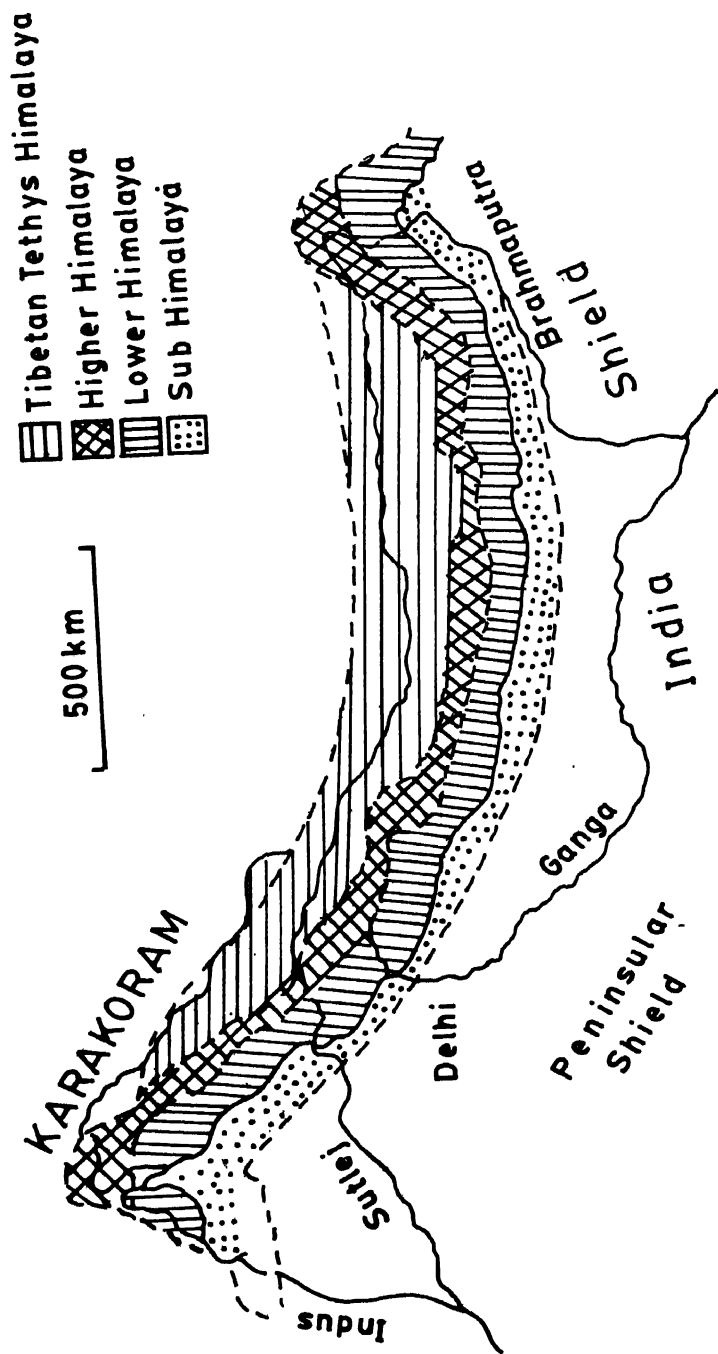 Tibetan Tethys Himalaya
Higher Himalaya
Lower Himalaya
Sub Himalaya
500km
KARAKORAM
Brahmaputra
Shield
India
Ganga
Delhi
Peninsular
Shield
Sutlej
Indus